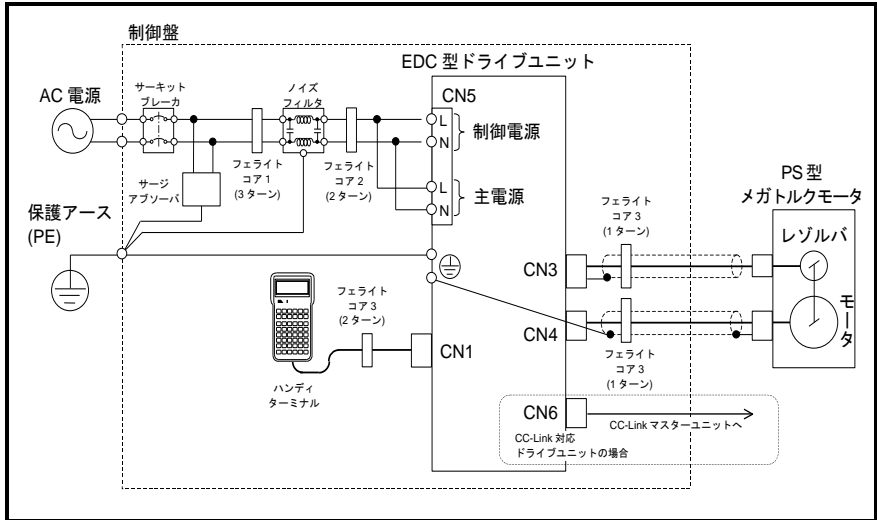 制御盤
EDC 型ドライブユニット
AC 電源
サーキット
ブレーカ
ノイズ
フィルタ
CN5
L
N
制御電源
フェライト
コア 1
(3 ターン)
フェライト
コア 2
(2 ターン)
サージ
アブソーバ
L
N
主電源
保護アース
(PE)
フェライト
コア 3
(1 ターン)
PS 型
メガトルクモータ
レゾルバ
モータ
CN3
CN4
フェライト
コア 3
(1 ターン)
フェライト
コア 3
(2 ターン)
CN1
ハンディ
ターミナル
CN6
CC-Link マスターユニットへ
CC-Link 対応
ドライブユニットの場合